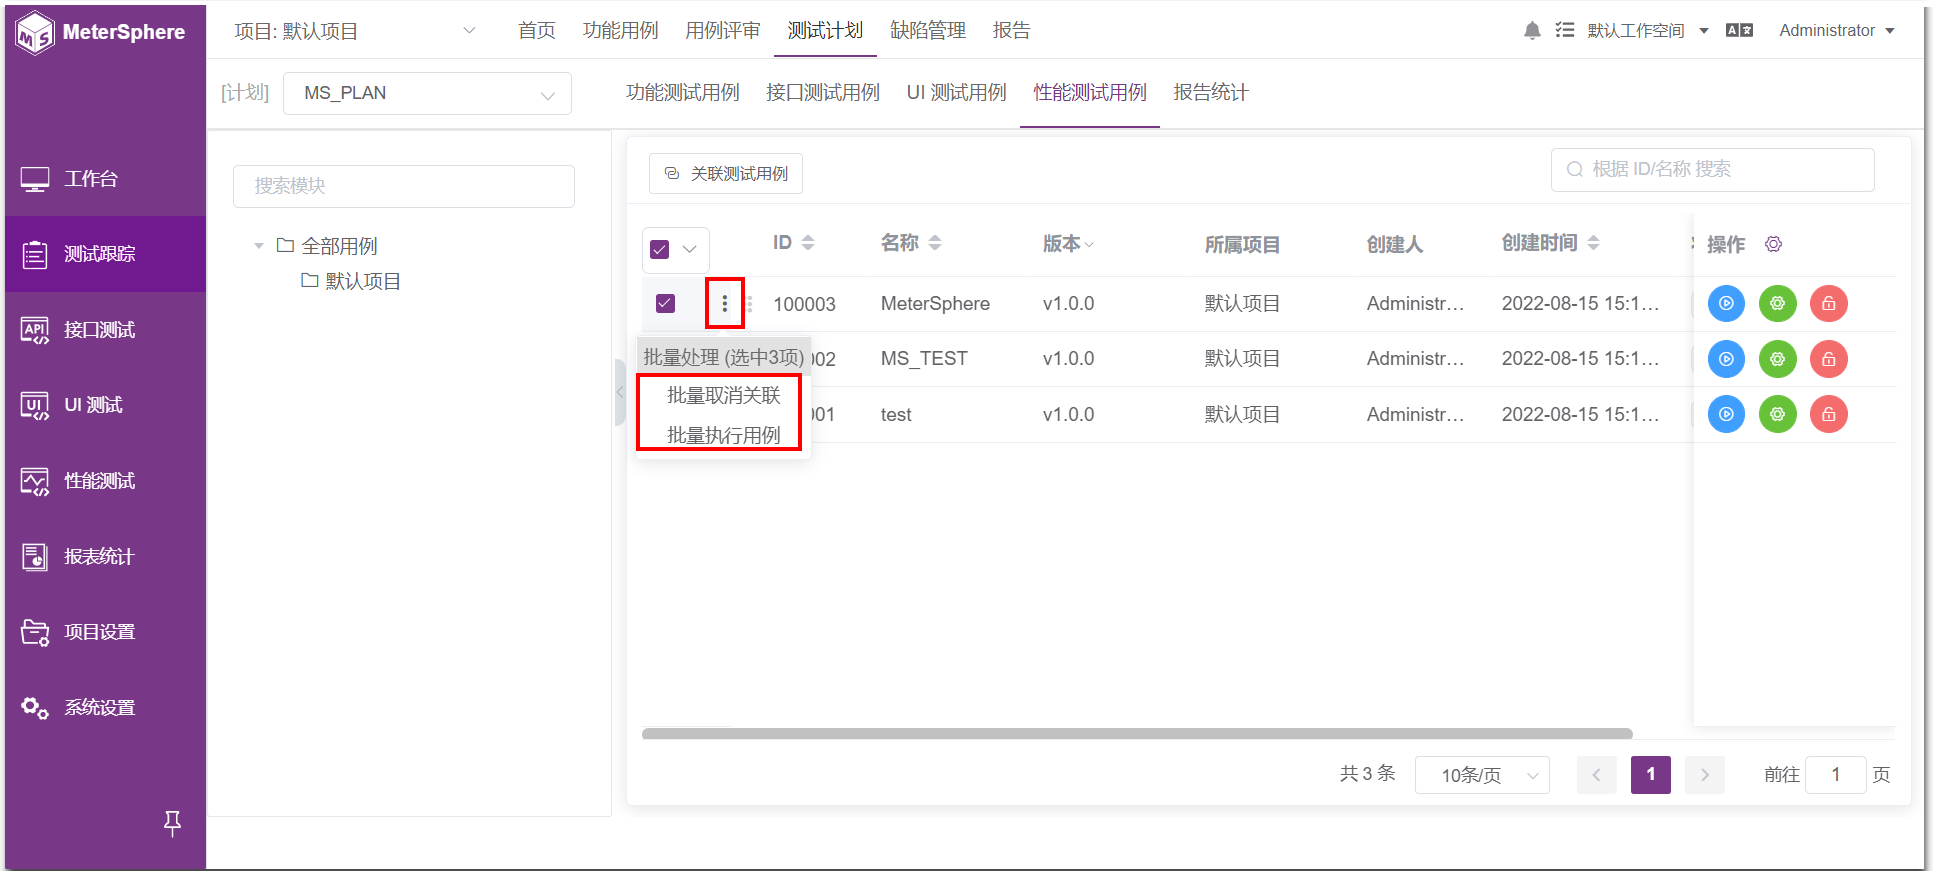 MeterSphere
项目: 默认项目
首页
功能用例
用例评审
测试计划
缺陷管理
报告
默认工作空间
Administrator
[计划]
MS_PLAN
功能测试用例
接口测试用例
UI 测试用例
性能测试用例
报告统计
工作台
测试跟踪
接口测试
UI 测试
性能测试
报表统计
项目设置
系统设置
搜索模块
全部用例
默认项目
关联测试用例
根据 ID/名称 搜索
ID 名称 版本 所属项目 创建人 创建时间 操作
100003 MeterSphere v1.0.0 默认项目 Administr... 2022-08-15 15:1...
02 MS_TEST v1.0.0 默认项目 Administr... 2022-08-15 15:1...
001 test v1.0.0 默认项目 Administr... 2022-08-15 15:1...
批量处理 (选中3项)
批量取消关联
批量执行用例
共 3 条
10条/页
1
前往 1 页